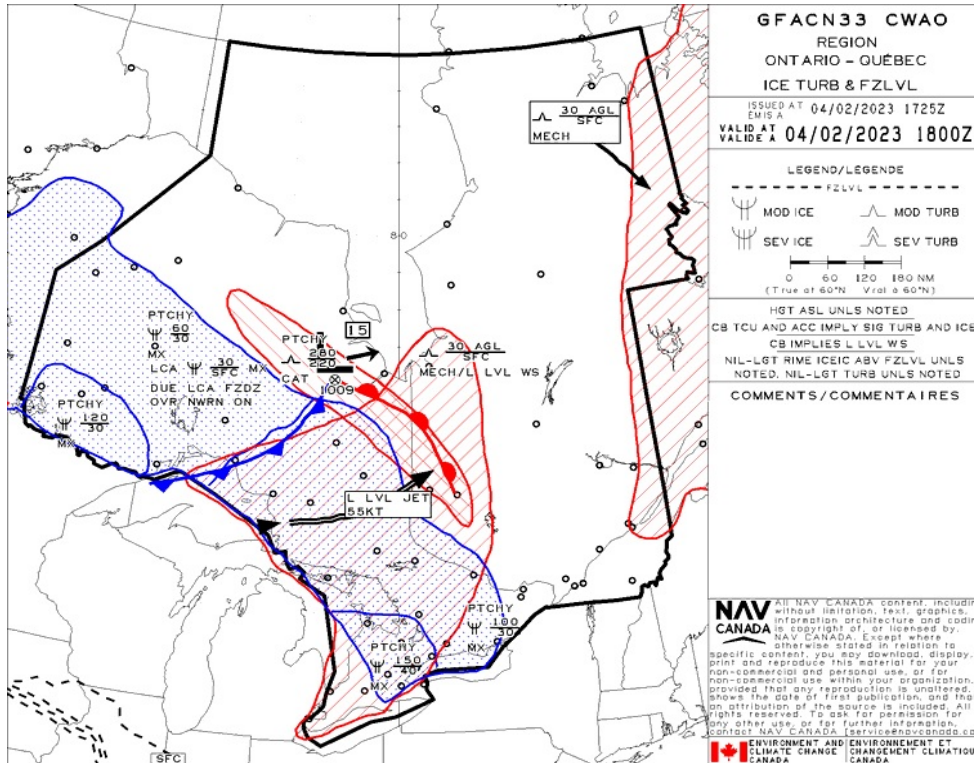 GFACN33 CWAO
REGION
ONTARIO - QUÉBEC
ICE TURB & FZLVL
ISSUED AT
ÉMIS À
04/02/2023 1725Z
VALID AT
VALIDE À
04/02/2023 1800Z
LEGEND/LÉGENDE
FZLVL
MOD ICE
MOD TURB
SEV ICE
SEV TURB
0 60 120 180 NM
(True at 60°N Vrai à 60°N)
HGT ASL UNLS NOTED
CB TCU AND ACC IMPLY SIG TURB AND ICE
CB IMPLIES L LVL WS
NIL-LGT RIME ICEIC ABV FZLVL UNLS
NOTED, NIL-LGT TURB UNLS NOTED
COMMENTS/COMMENTAIRES
30 AGL
SFC
MECH
80
PTCHY
60
30
MX
LCA
30
SFC
MX
DUE LCA FZDZ
OVR NWRN ON
PTCHY
120
30
MX
PTCHY
280
220
CAT
15
1009
30 AGL
SFC
MECH/L LVL WS
L LVL JET
55KT
PTCHY
100
30
MX
PTCHY
150
40
MX
SFC
NAV
CANADA
All NAV CANADA content, including,
without limitation, text, graphics,
information architecture and coding
is copyright of, or licensed by,
NAV CANADA. Except where
otherwise stated in relation to
specific content, you may download, display,
print and reproduce this material for your
non-commercial and personal use, or for
non-commercial use within your organization,
provided that any reproduction is unaltered,
shows the date of first publication, and that
an attribution of the source is included. All
rights reserved. To ask for permission for
any other use, or for further information,
contact NAV CANADA
ENVIRONMENT AND
CLIMATE CHANGE
CANADA
ENVIRONNEMENT ET
CHANGEMENT CLIMATIQUE
CANADA